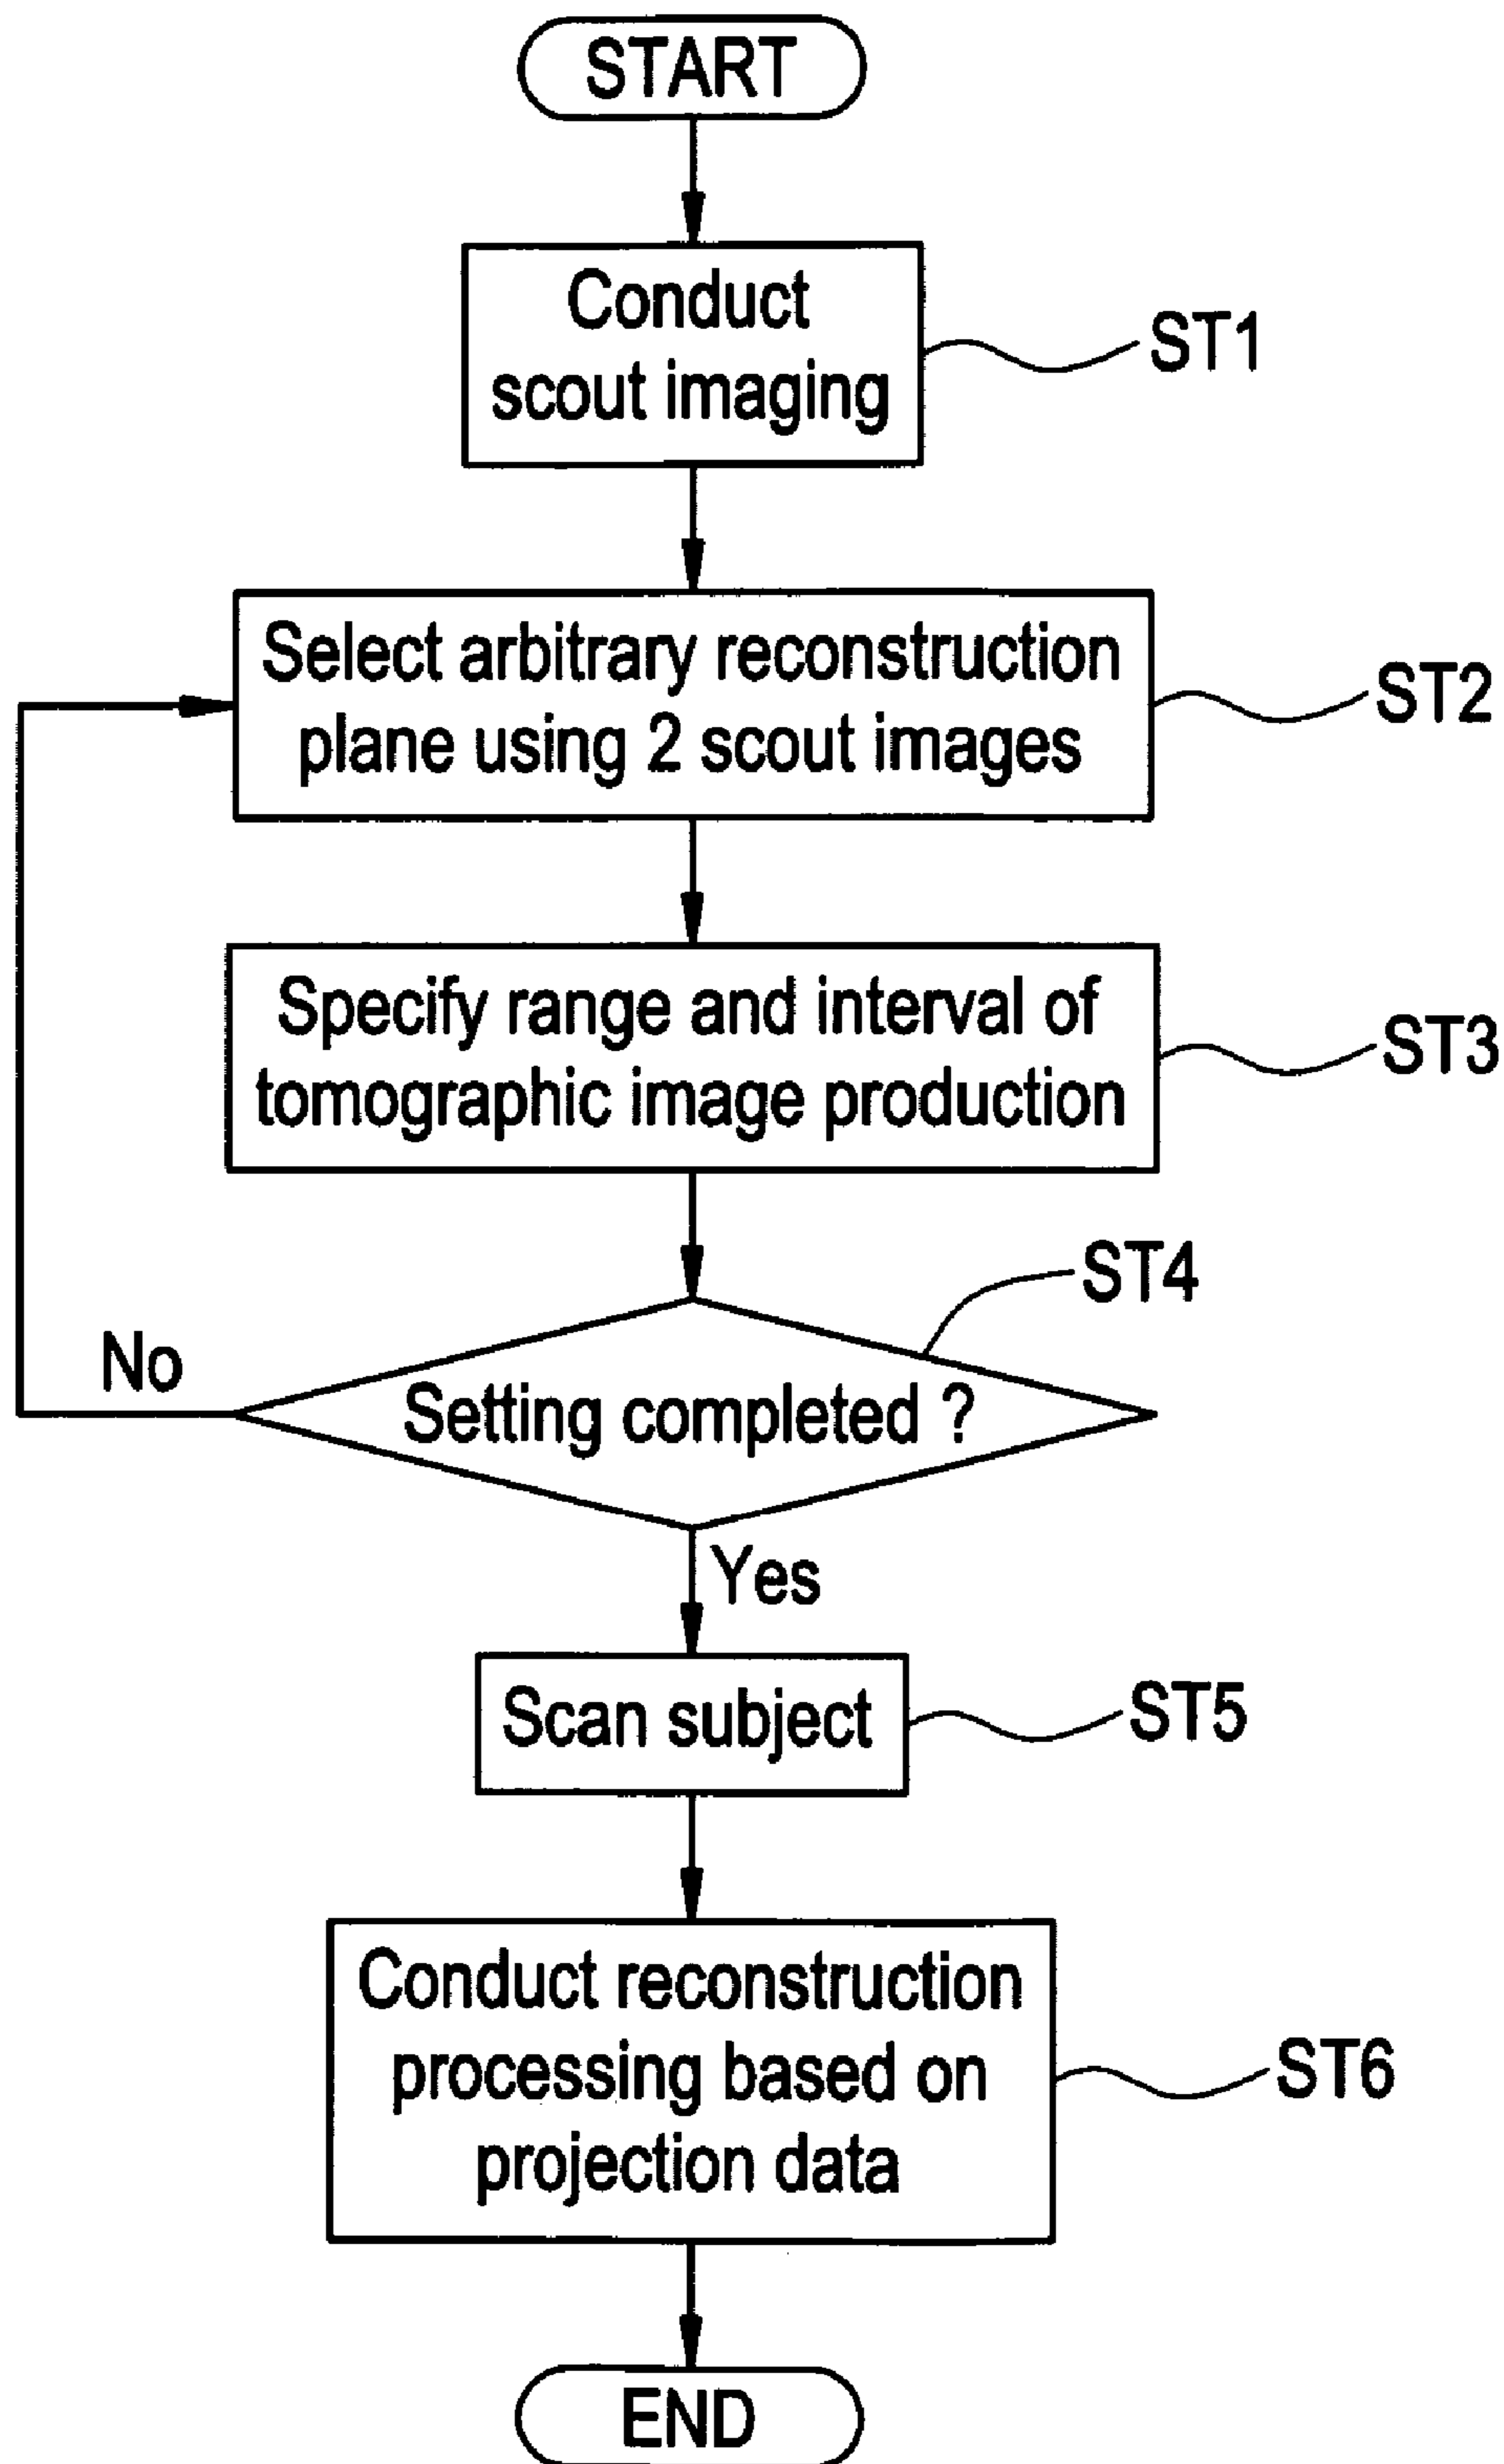 START
Conduct
scout imaging
ST1
Select arbitrary reconstruction
plane using 2 scout images
ST2
Specify range and interval of
tomographic image production
ST3
ST4
No
Setting completed ?
Yes
Scan subject
ST5
Conduct reconstruction
processing based on
projection data
ST6
END